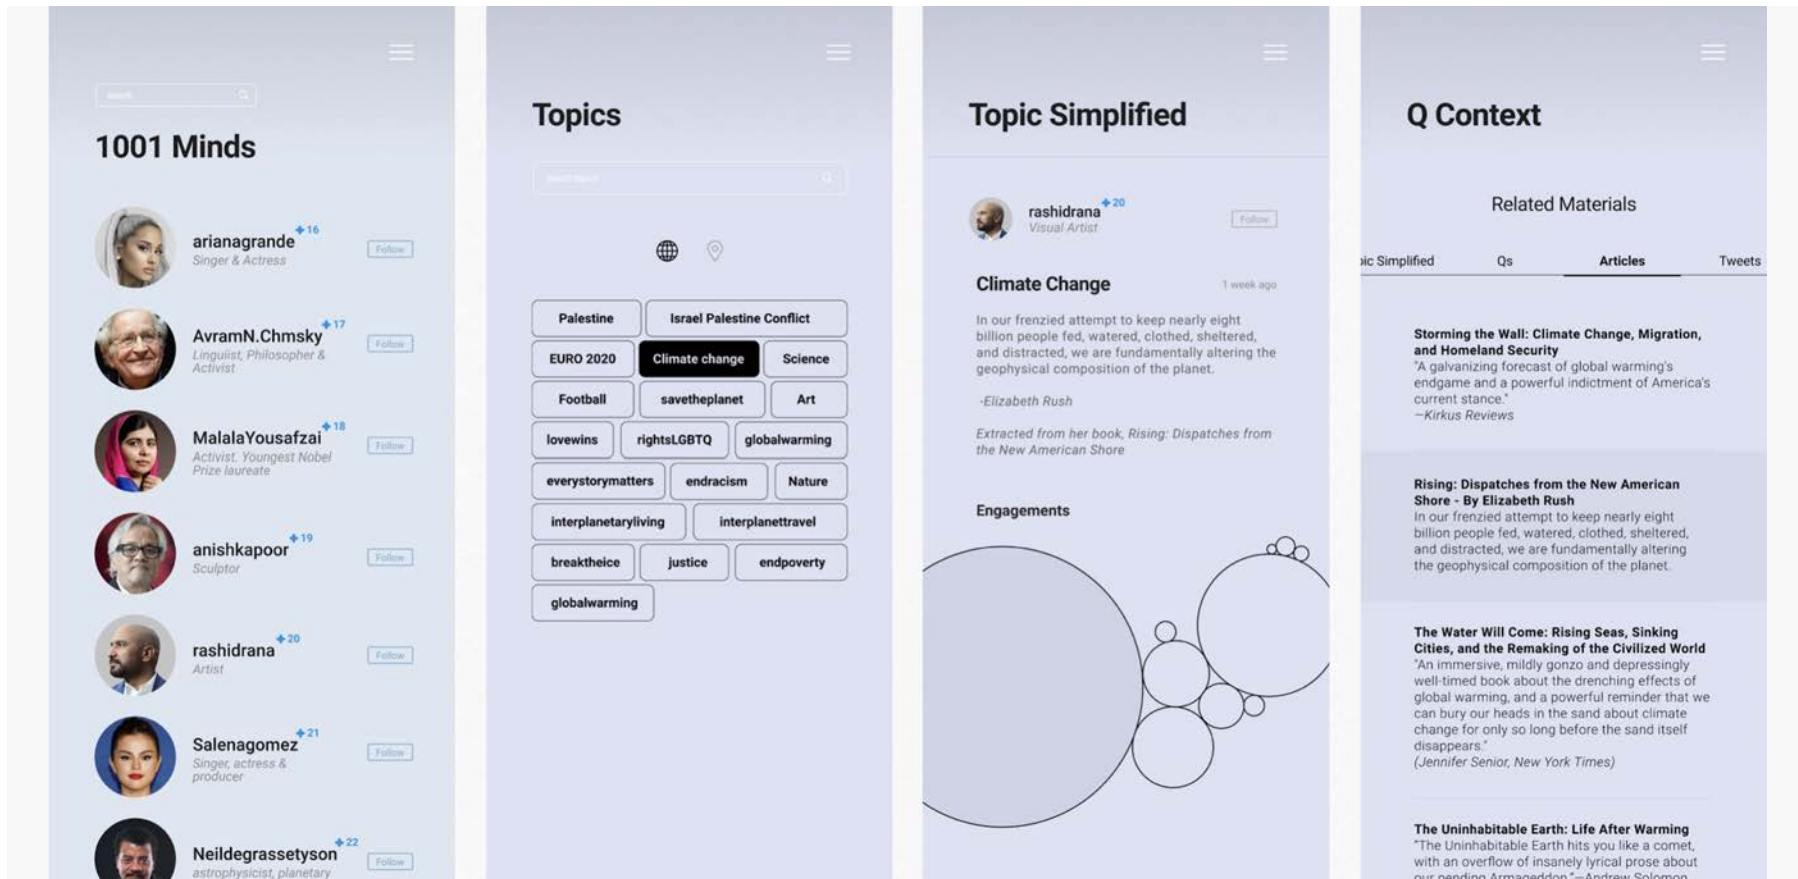 1001 Minds
arianagrande
16
Singer & Actress
Follow
AvramN.Chmsky
17
Linguist, Philosopher &
Activist
Follow
MalalaYousafzai
18
Activist. Youngest Nobel
Prize laureate
Follow
anishkapoor
19
Sculptor
Follow
rashidrana
20
Artist
Follow
Salenagomez
21
Singer, actress &
producer
Follow
Neildegrassetyson
22
astrophysicist, planetary
Follow
Topics
Palestine
Israel Palestine Conflict
EURO 2020
Climate change
Science
Football
savetheplanet
Art
lovewins
rightsLGBTQ
globalwarming
everystorymatters
endracism
Nature
interplanetaryliving
interplanettravel
breaktheice
justice
endpoverty
globalwarming
Topic Simplified
rashidrana
20
Visual Artist
Follow
Climate Change
1 week ago
In our frenzied attempt to keep nearly eight
billion people fed, watered, clothed, sheltered,
and distracted, we are fundamentally altering the
geophysical composition of the planet.
-Elizabeth Rush
Extracted from her book, Rising: Dispatches from
the New American Shore
Engagements
Q Context
Related Materials
pic Simplified
Qs
Articles
Tweets
Storming the Wall: Climate Change, Migration,
and Homeland Security
"A galvanizing forecast of global warming's
endgame and a powerful indictment of America's
current stance."
—Kirkus Reviews
Rising: Dispatches from the New American
Shore - By Elizabeth Rush
In our frenzied attempt to keep nearly eight
billion people fed, watered, clothed, sheltered,
and distracted, we are fundamentally altering
the geophysical composition of the planet.
The Water Will Come: Rising Seas, Sinking
Cities, and the Remaking of the Civilized World
"An immersive, mildly gonzo and depressingly
well-timed book about the drenching effects of
global warming, and a powerful reminder that we
can bury our heads in the sand about climate
change for only so long before the sand itself
disappears."
(Jennifer Senior, New York Times)
The Uninhabitable Earth: Life After Warming
"The Uninhabitable Earth hits you like a comet,
with an overflow of insanely lyrical prose about
our pending Armageddon."—Andrew Solomon